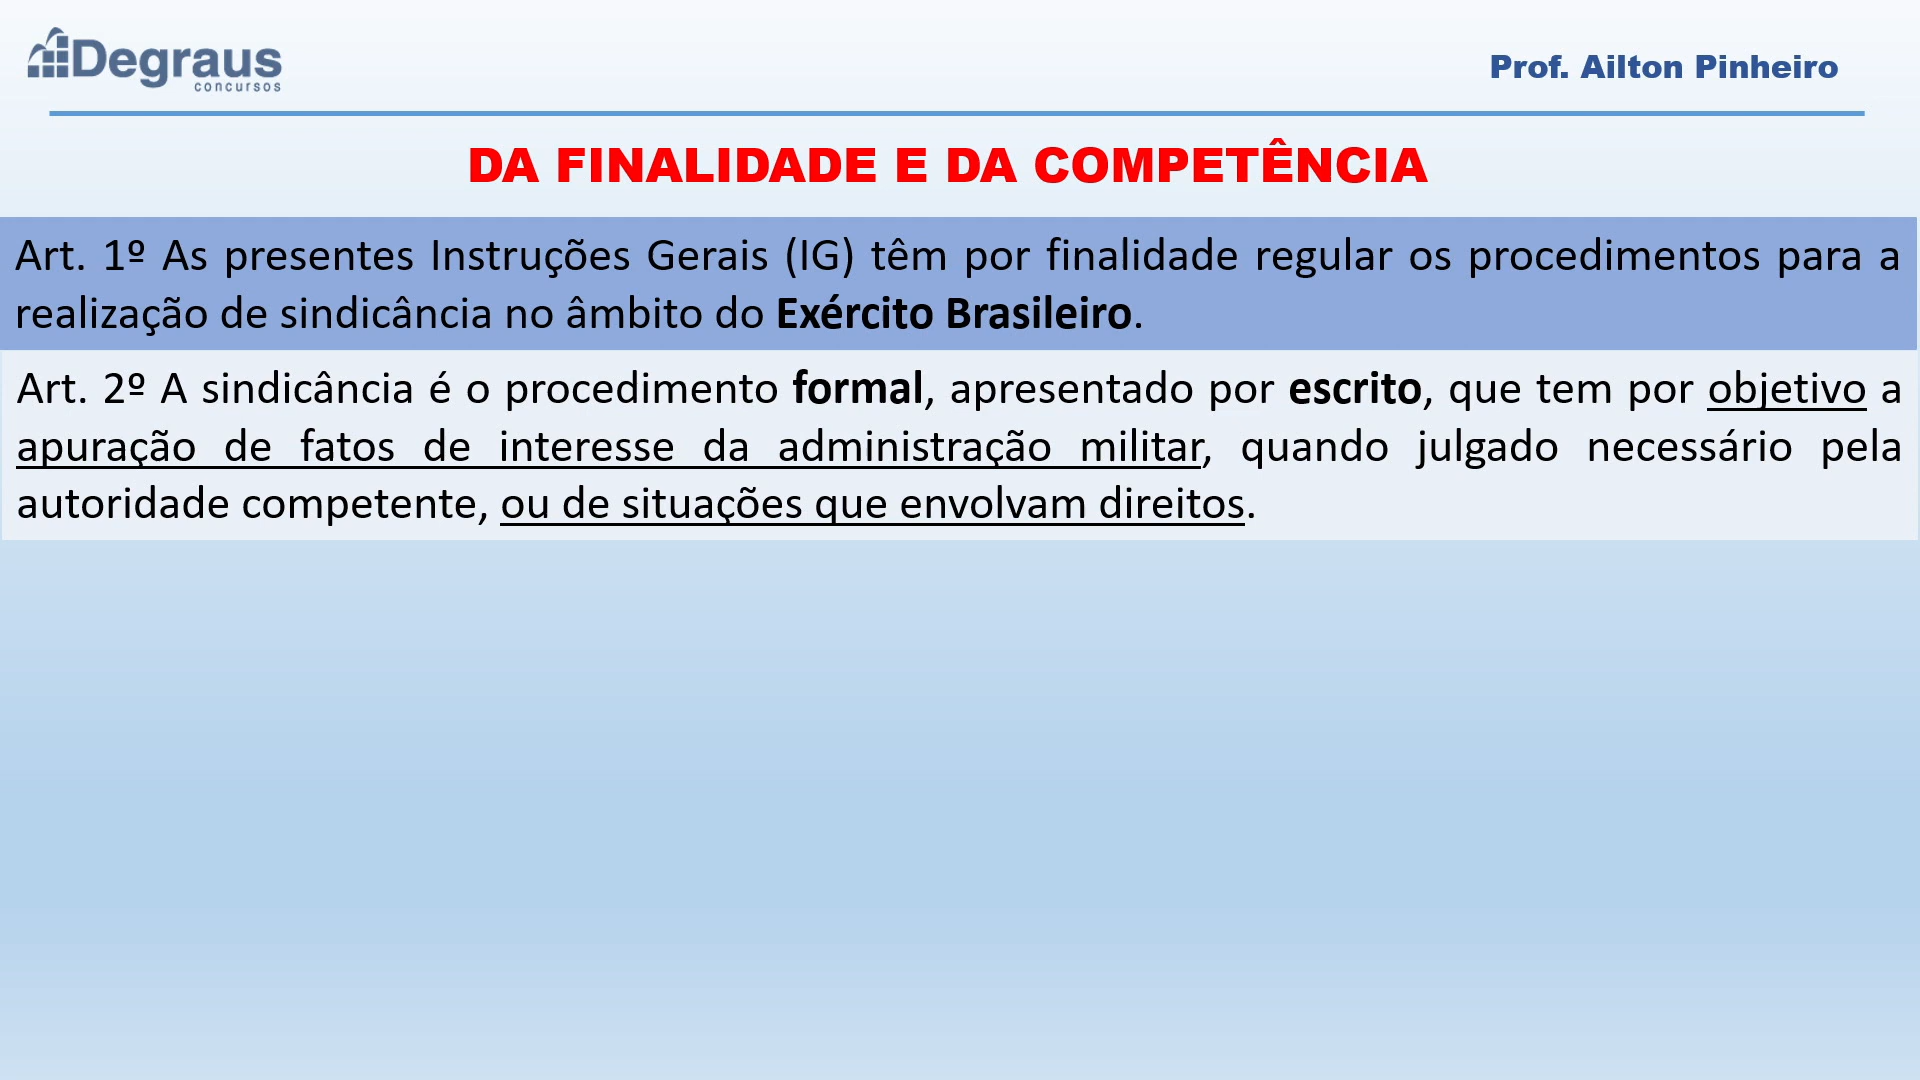 Degraus
concursos
Prof. Ailton Pinheiro
DA FINALIDADE E DA COMPETÊNCIA
Art. 1º As presentes Instruções Gerais (IG) têm por finalidade regular os procedimentos para a
realização de sindicância no âmbito do Exército Brasileiro.
Art. 2º A sindicância é o procedimento formal, apresentado por escrito, que tem por objetivo a
apuração de fatos de interesse da administração militar, quando julgado necessário pela
autoridade competente, ou de situações que envolvam direitos.